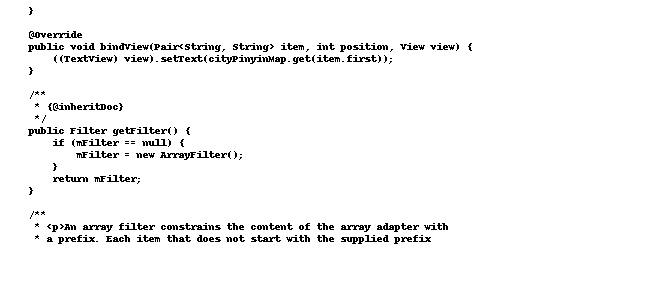 }

@Override
public void bindView(Pair<String, String> item, int position, View view) {
    ((TextView) view).setText(cityPinyinMap.get(item.first));
}

/**
 * {@inheritDoc}
 */
public Filter getFilter() {
    if (mFilter == null) {
        mFilter = new ArrayFilter();
    }
    return mFilter;
}

/**
 * <p>An array filter constrains the content of the array adapter with
 * a prefix. Each item that does not start with the supplied prefix